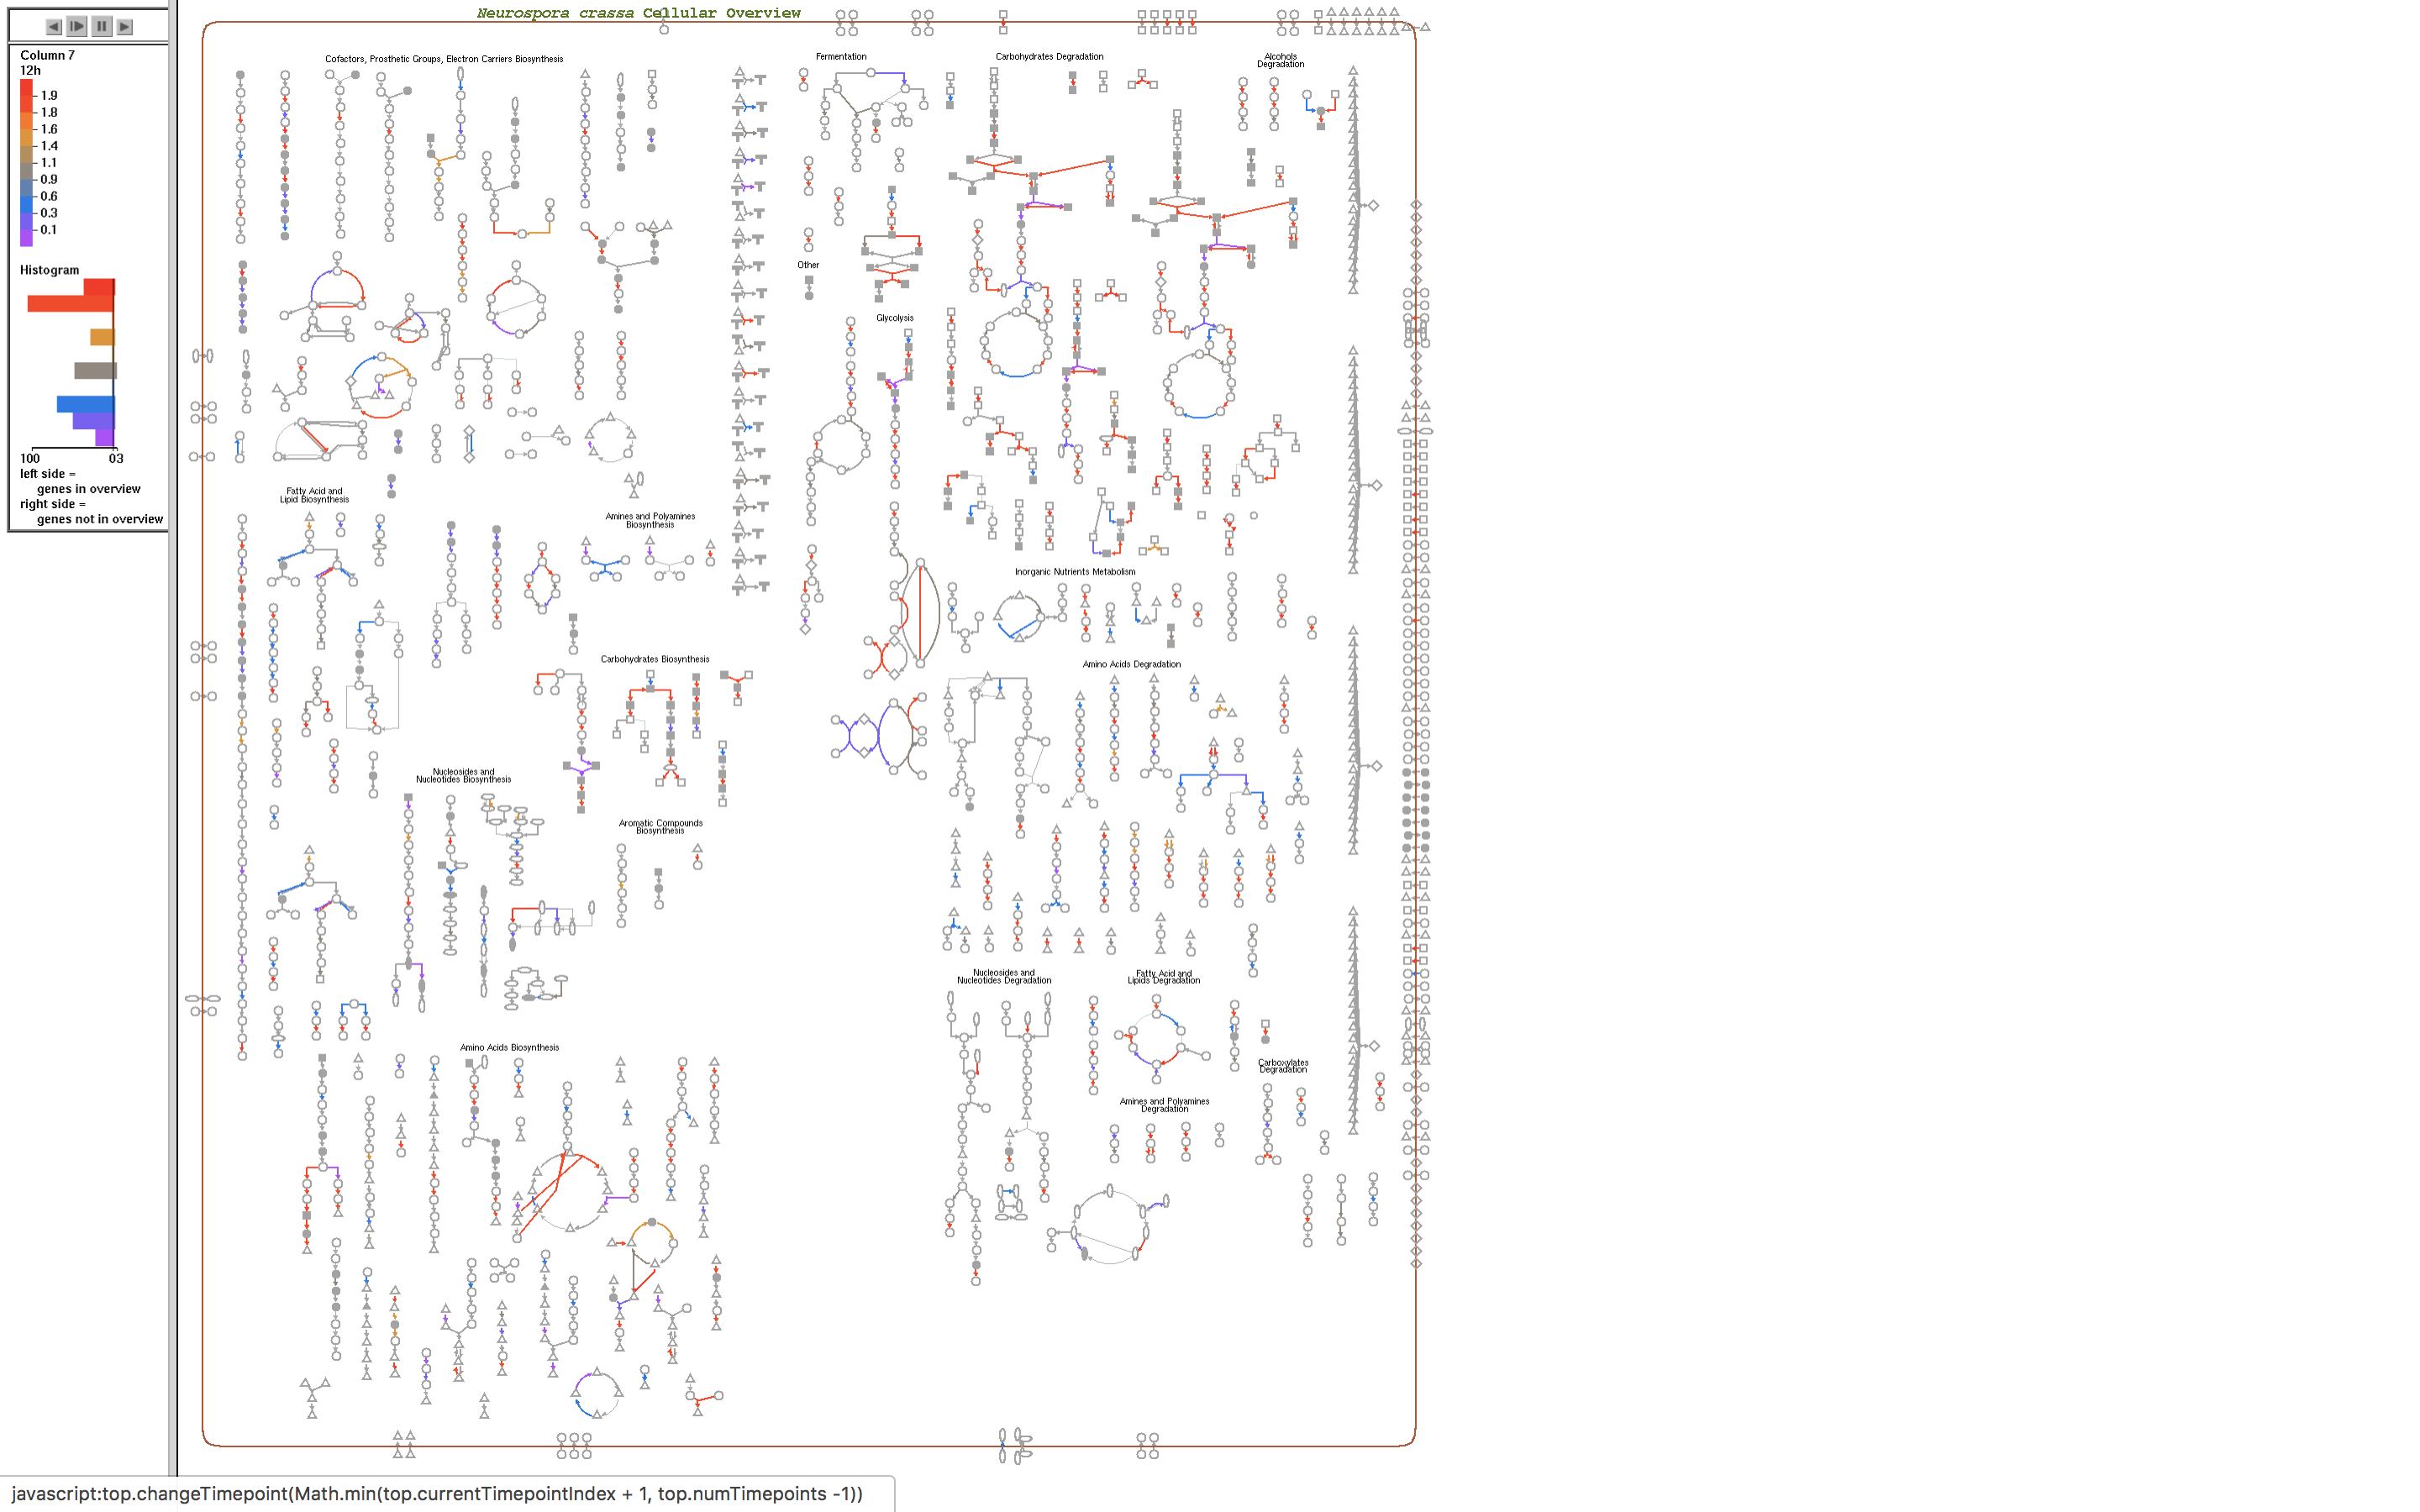 Neurospora crassa Cellular Overview
Column 7
12h
1.9
1.8
1.6
1.4
1.1
0.9
0.6
0.3
0.1
Histogram
100
03
left side =
genes in overview
right side =
genes not in overview
Cofactors, Prosthetic Groups, Electron Carriers Biosynthesis
Fermentation
Carbohydrates Degradation
Alcohols
Degradation
Other
Glycolysis
Fatty Acid and
Lipid Biosynthesis
Amines and Polyamines
Biosynthesis
Inorganic Nutrients Metabolism
Carbohydrates Biosynthesis
Amino Acids Degradation
Nucleosides and
Nucleotides Biosynthesis
Aromatic Compounds
Biosynthesis
Nucleosides and
Nucleotides Degradation
Fatty Acid and
Lipids Degradation
Amino Acids Biosynthesis
Carboxylates
Degradation
Amines and Polyamines
Degradation
javascript:top.changeTimepoint(Math.min(top.currentTimepointIndex + 1, top.numTimepoints -1))